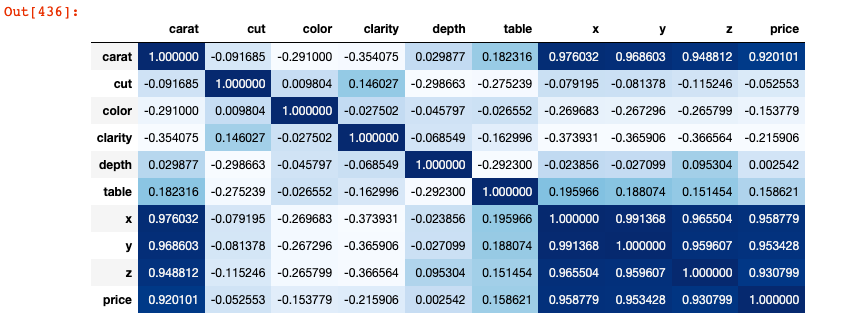 Out[436]:
carat cut color clarity depth table x y z price
carat 1.000000 -0.091685 -0.291000 -0.354075 0.029877 0.182316 0.976032 0.968603 0.948812 0.920101
cut -0.091685 1.000000 0.009804 0.146027 -0.298663 -0.275239 -0.079195 -0.081378 -0.115246 -0.052553
color -0.291000 0.009804 1.000000 -0.027502 -0.045797 -0.026552 -0.269683 -0.267296 -0.265799 -0.153779
clarity -0.354075 0.146027 -0.027502 1.000000 -0.068549 -0.162996 -0.373931 -0.365906 -0.366564 -0.215906
depth 0.029877 -0.298663 -0.045797 -0.068549 1.000000 -0.292300 -0.023856 -0.027099 0.095304 0.002542
table 0.182316 -0.275239 -0.026552 -0.162996 -0.292300 1.000000 0.195966 0.188074 0.151454 0.158621
x 0.976032 -0.079195 -0.269683 -0.373931 -0.023856 0.195966 1.000000 0.991368 0.965504 0.958779
y 0.968603 -0.081378 -0.267296 -0.365906 -0.027099 0.188074 0.991368 1.000000 0.959607 0.953428
z 0.948812 -0.115246 -0.265799 -0.366564 0.095304 0.151454 0.965504 0.959607 1.000000 0.930799
price 0.920101 -0.052553 -0.153779 -0.215906 0.002542 0.158621 0.958779 0.953428 0.930799 1.000000